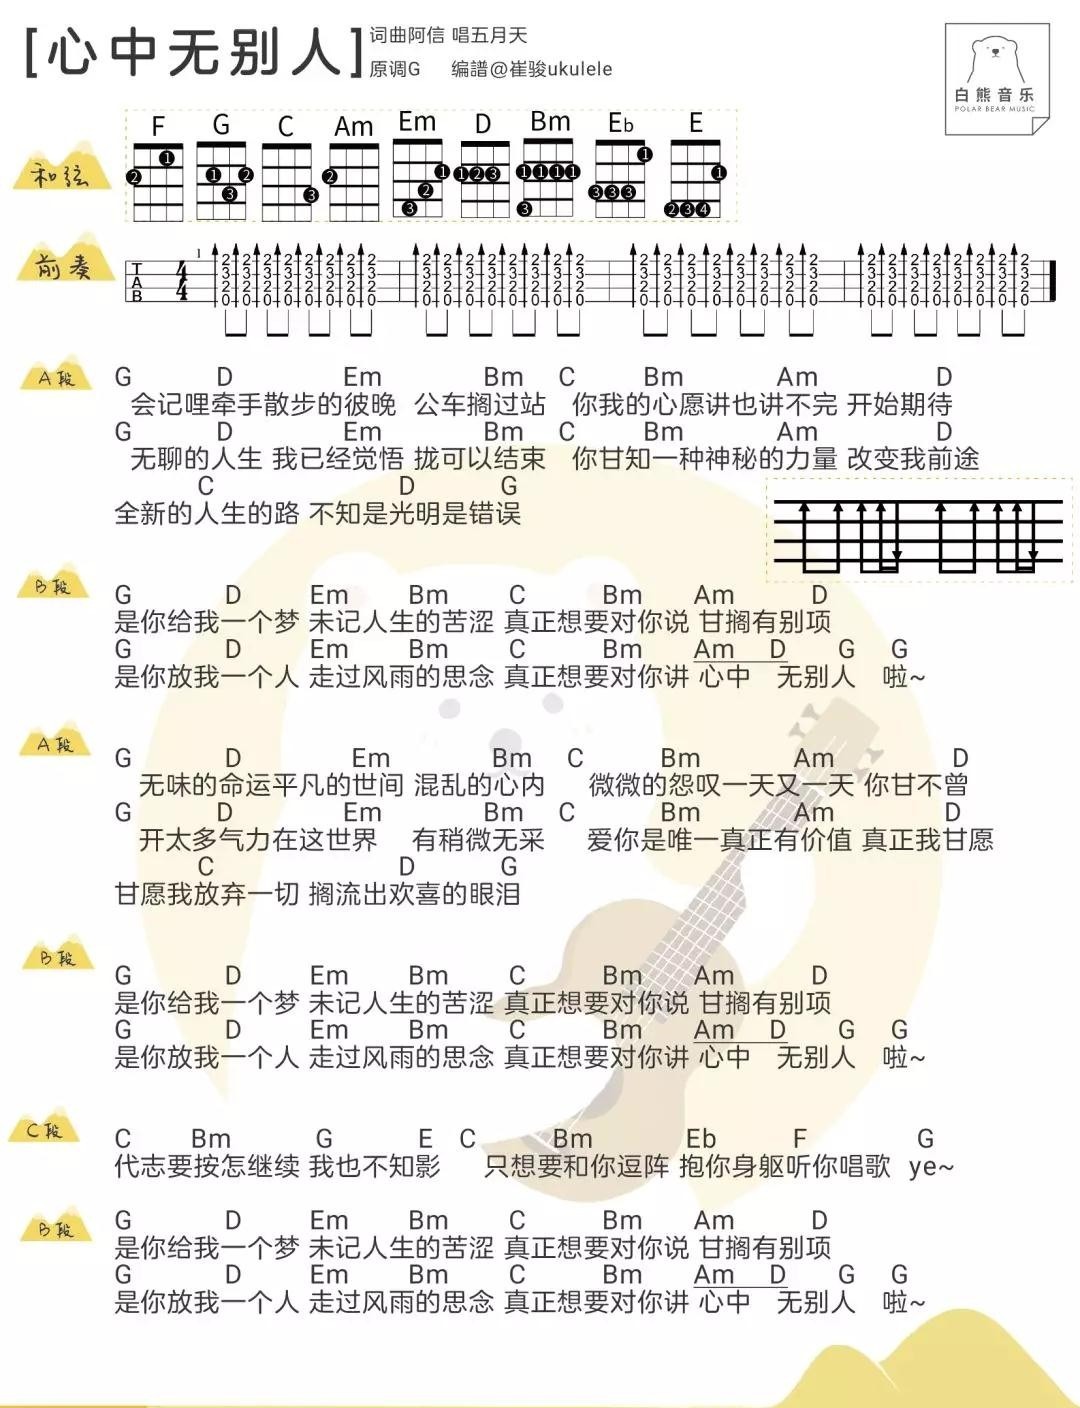 [心中无别人]
词曲阿信 唱五月天
原调G 编譜@崔骏ukulele
白熊音乐
POLAR BEAR MUSIC
和弦
F G C Am Em D Bm Eb E
前奏
A段
G D Em Bm C Bm Am D
会记哩牵手散步的彼晚 公车搁过站 你我的心愿讲也讲不完 开始期待
G D Em Bm C Bm Am D
无聊的人生 我已经觉悟 拢可以结束 你甘知一种神秘的力量 改变我前途
C D G
全新的人生的路 不知是光明是错误
B段
G D Em Bm C Bm Am D
是你给我一个梦 未记人生的苦涩 真正想要对你说 甘搁有别项
G D Em Bm C Bm Am D G G
是你放我一个人 走过风雨的思念 真正想要对你讲 心中 无别人 啦~
A段
G D Em Bm C Bm Am D
无味的命运平凡的世间 混乱的心内 微微的怨叹一天又一天 你甘不曾
G D Em Bm C Bm Am D
开太多气力在这世界 有稍微无采 爱你是唯一真正有价值 真正我甘愿
C D G
甘愿我放弃一切 搁流出欢喜的眼泪
B段
G D Em Bm C Bm Am D
是你给我一个梦 未记人生的苦涩 真正想要对你说 甘搁有别项
G D Em Bm C Bm Am D G G
是你放我一个人 走过风雨的思念 真正想要对你讲 心中 无别人 啦~
C段
C Bm G E C Bm Eb F G
代志要按怎继续 我也不知影 只想要和你逗阵 抱你身躯听你唱歌 ye~
B段
G D Em Bm C Bm Am D
是你给我一个梦 未记人生的苦涩 真正想要对你说 甘搁有别项
G D Em Bm C Bm Am D G G
是你放我一个人 走过风雨的思念 真正想要对你讲 心中 无别人 啦~